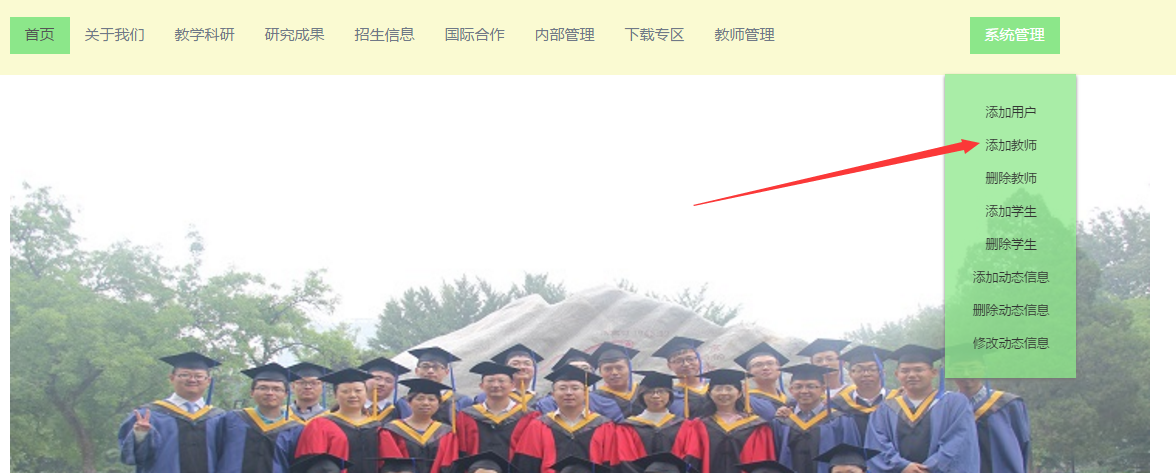 首页 关于我们 教学科研 研究成果 招生信息 国际合作 内部管理 下载专区 教师管理 系统管理
添加用户
添加教师
删除教师
添加学生
删除学生
添加动态信息
删除动态信息
修改动态信息